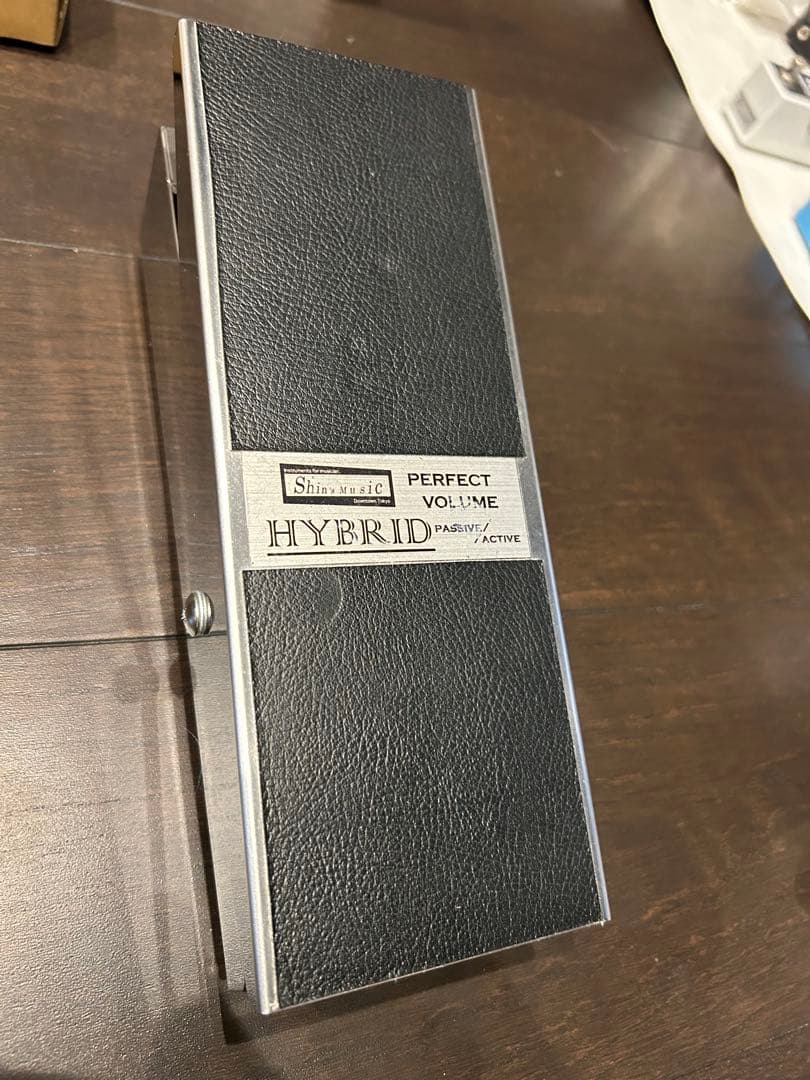 instruments for musician.
Shin's Music
Downtown Tokyo
PERFECT
VOLUME
HYBRID PASSIVE/
/ACTIVE